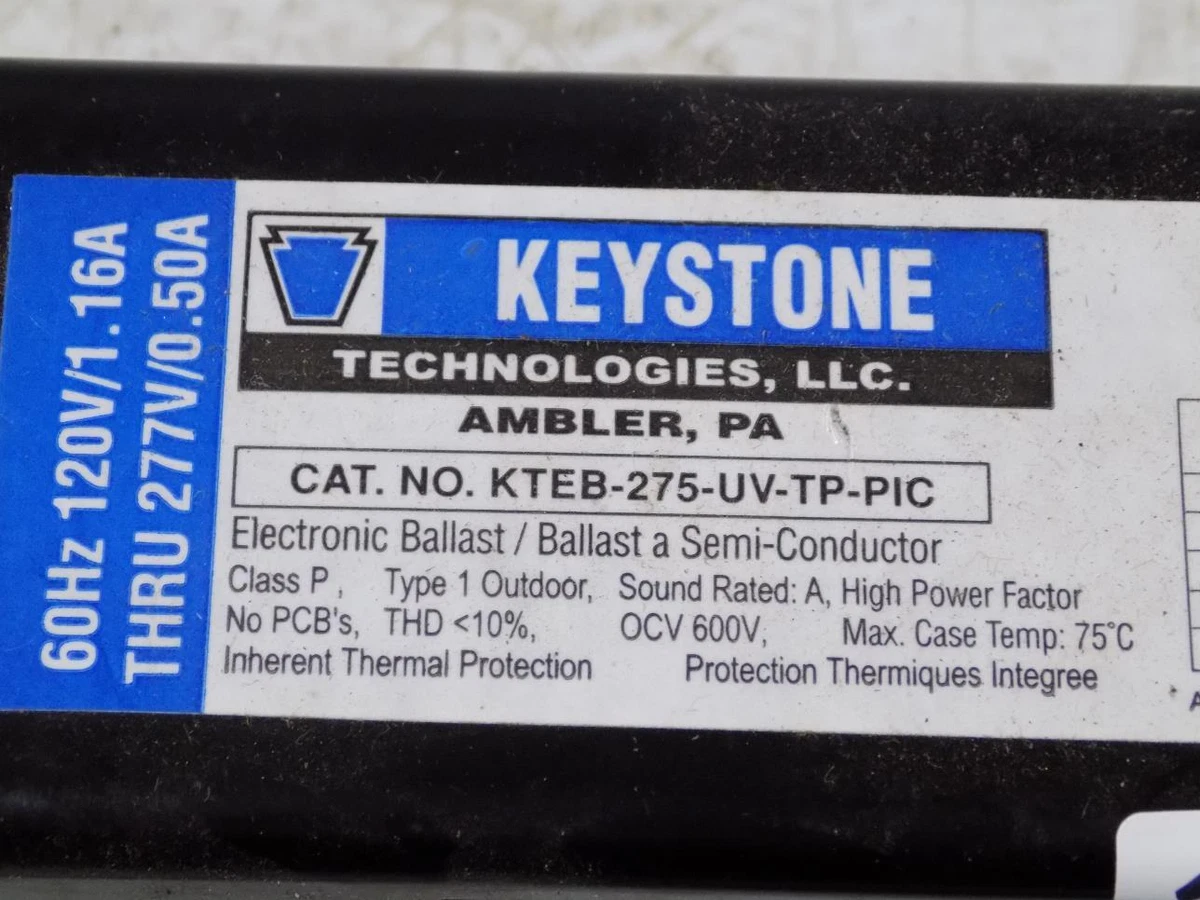 60Hz 120V/1.16A
THRU 277V/0.50A
KEYSTONE
TECHNOLOGIES, LLC.
AMBLER, PA
CAT. NO. KTEB-275-UV-TP-PIC
Electronic Ballast / Ballast a Semi-Conductor
Class P, Type 1 Outdoor, Sound Rated: A, High Power Factor
No PCB's, THD <10%, OCV 600V, Max. Case Temp: 75°C
Inherent Thermal Protection Protection Thermiques Integree